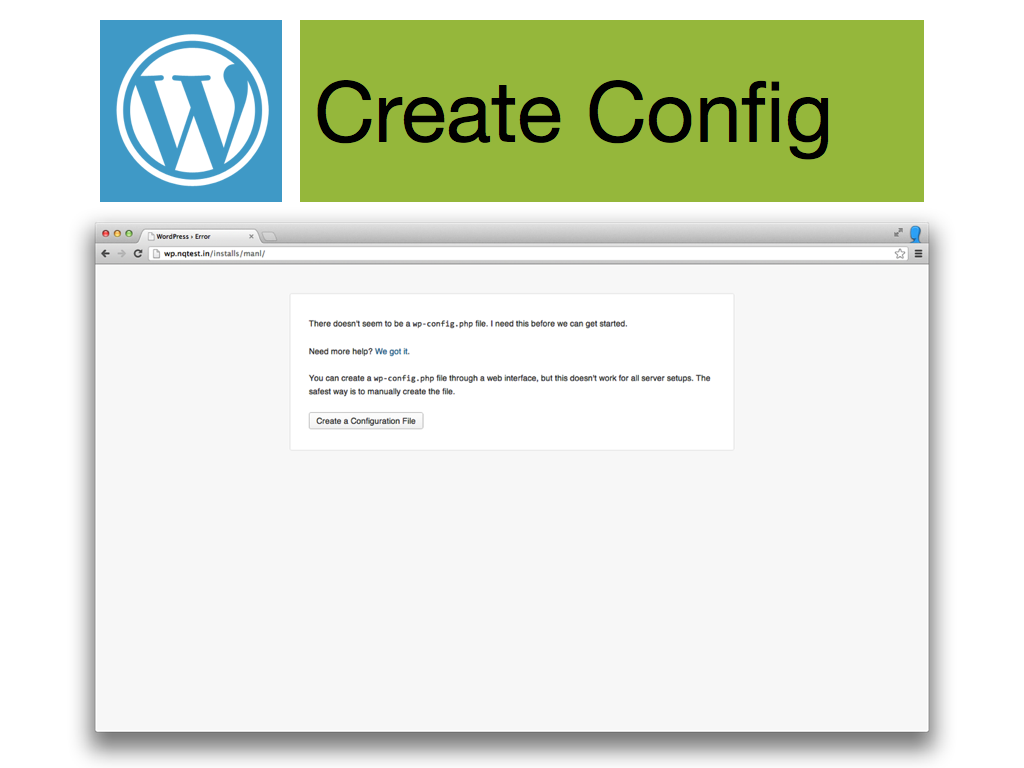 Create Config
WordPress › Error
wp.nqtest.in/installs/manl/
There doesn't seem to be a wp-config.php file. I need this before we can get started.
Need more help? We got it.
You can create a wp-config.php file through a web interface, but this doesn't work for all server setups. The
safest way is to manually create the file.
Create a Configuration File